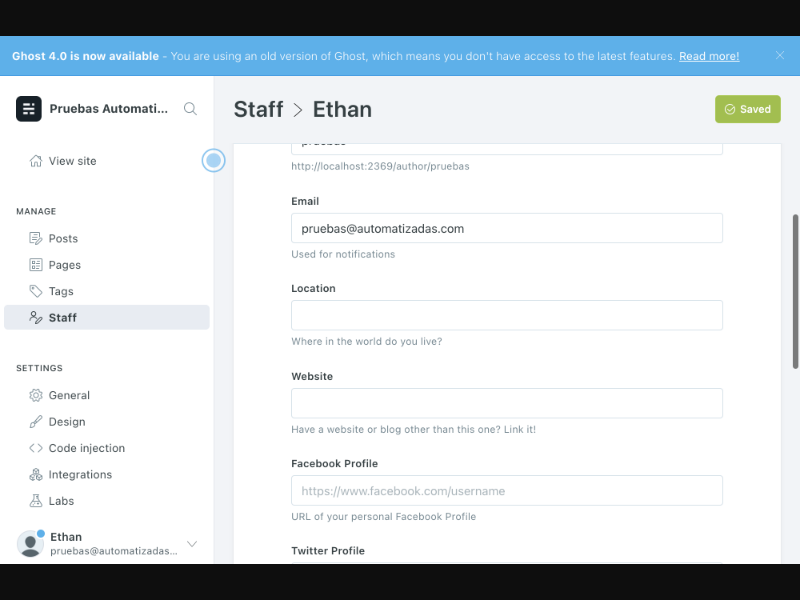 Ghost 4.0 is now available - You are using an old version of Ghost, which means you don't have access to the latest features. Read more!
Pruebas Automati...
Staff > Ethan
Saved
View site
MANAGE
Posts
Pages
Tags
Staff
SETTINGS
General
Design
Code injection
Integrations
Labs
Ethan
pruebas@automatizadas...
pruebas
http://localhost:2369/author/pruebas
Email
pruebas@automatizadas.com
Used for notifications
Location
Where in the world do you live?
Website
Have a website or blog other than this one? Link it!
Facebook Profile
https://www.facebook.com/username
URL of your personal Facebook Profile
Twitter Profile